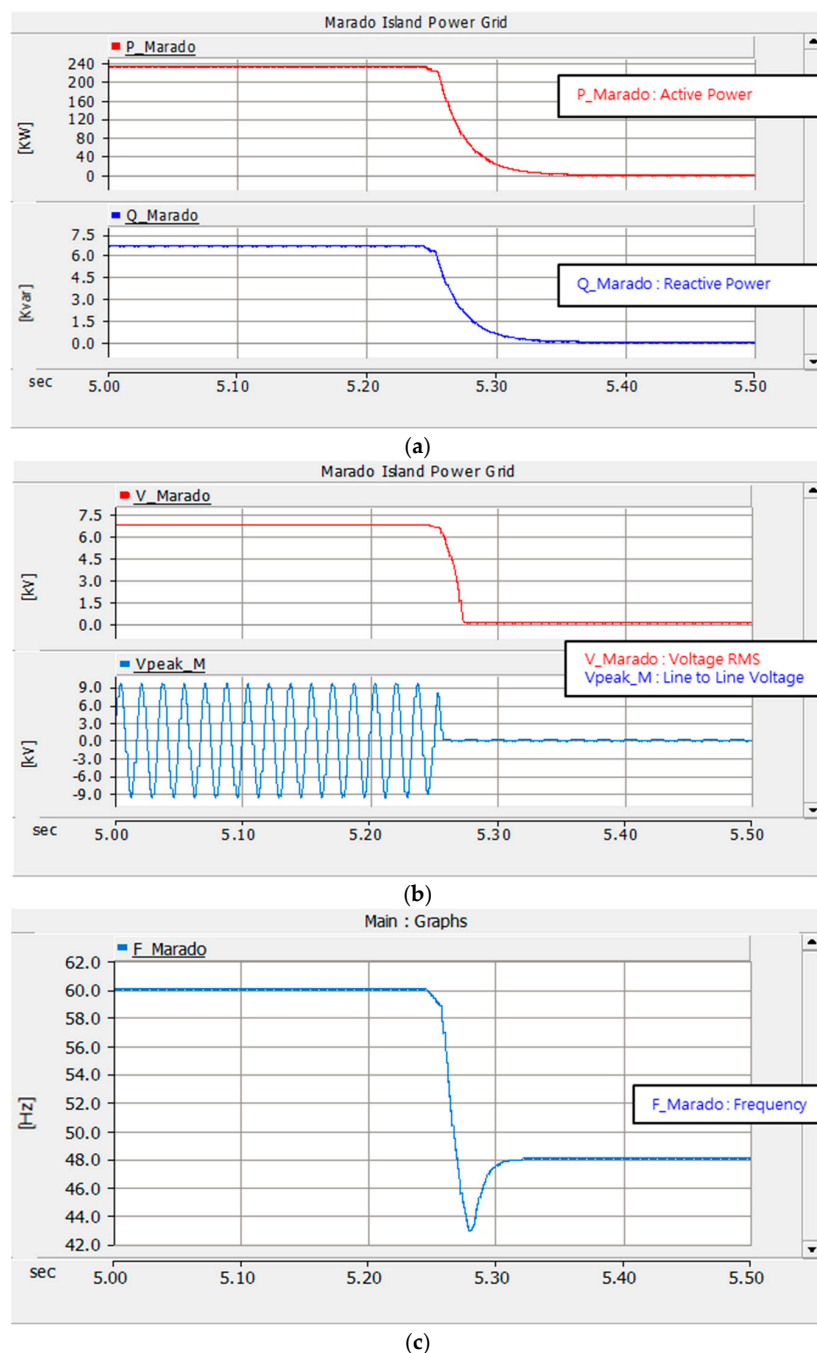 Marado Island Power Grid
P_Marado
240
200
160
120
80
40
0
[KW]
P_Marado : Active Power
Q_Marado
7.5
6.0
4.5
3.0
1.5
0.0
[Kvar]
Q_Marado : Reactive Power
sec
5.00 5.10 5.20 5.30 5.40 5.50
(a)
Marado Island Power Grid
V_Marado
7.5
6.0
4.5
3.0
1.5
0.0
[kV]
V_Marado : Voltage RMS
Vpeak_M : Line to Line Voltage
Vpeak_M
9.0
6.0
3.0
0.0
-3.0
-6.0
-9.0
[kV]
sec
5.00 5.10 5.20 5.30 5.40 5.50
(b)
Main : Graphs
F_Marado
62.0
60.0
58.0
56.0
54.0
52.0
50.0
48.0
46.0
44.0
42.0
[Hz]
F_Marado : Frequency
sec
5.00 5.10 5.20 5.30 5.40 5.50
(c)